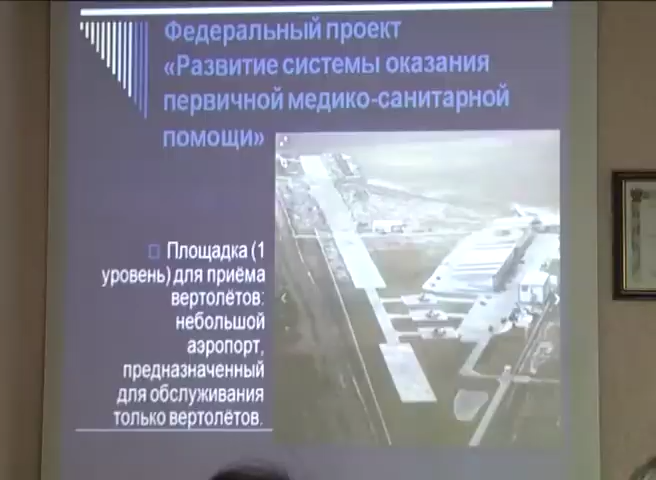 Федеральный проект
«Развитие системы оказания
первичной медико-санитарной
помощи»
Площадка (1
уровень) для приёма
вертолётов:
небольшой
аэропорт,
предназначенный
для обслуживания
только вертолётов.